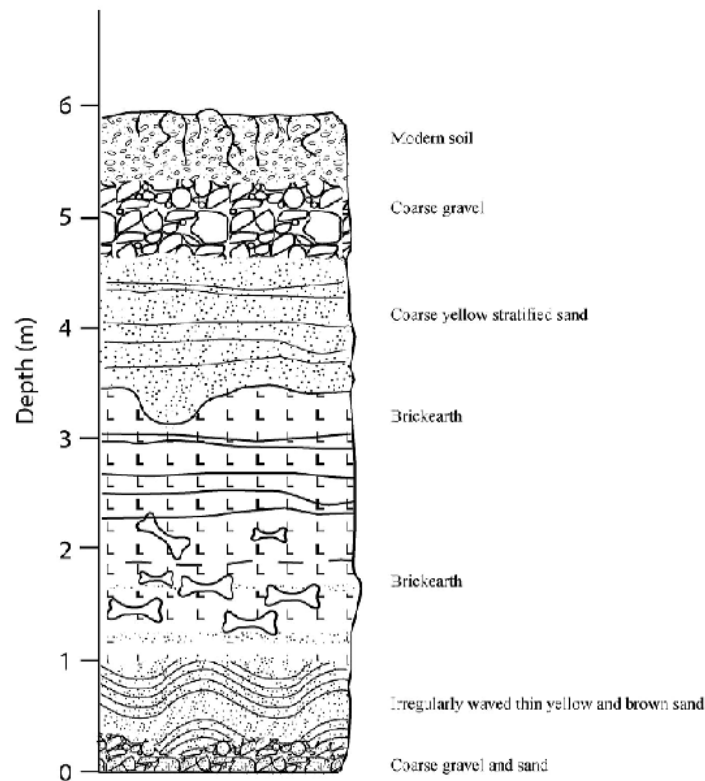 6
Modern soil
5
Coarse gravel
4
Coarse yellow stratified sand
Depth (m)
3
Brickearth
2
Brickearth
1
Irregularly waved thin yellow and brown sand
0
Coarse gravel and sand